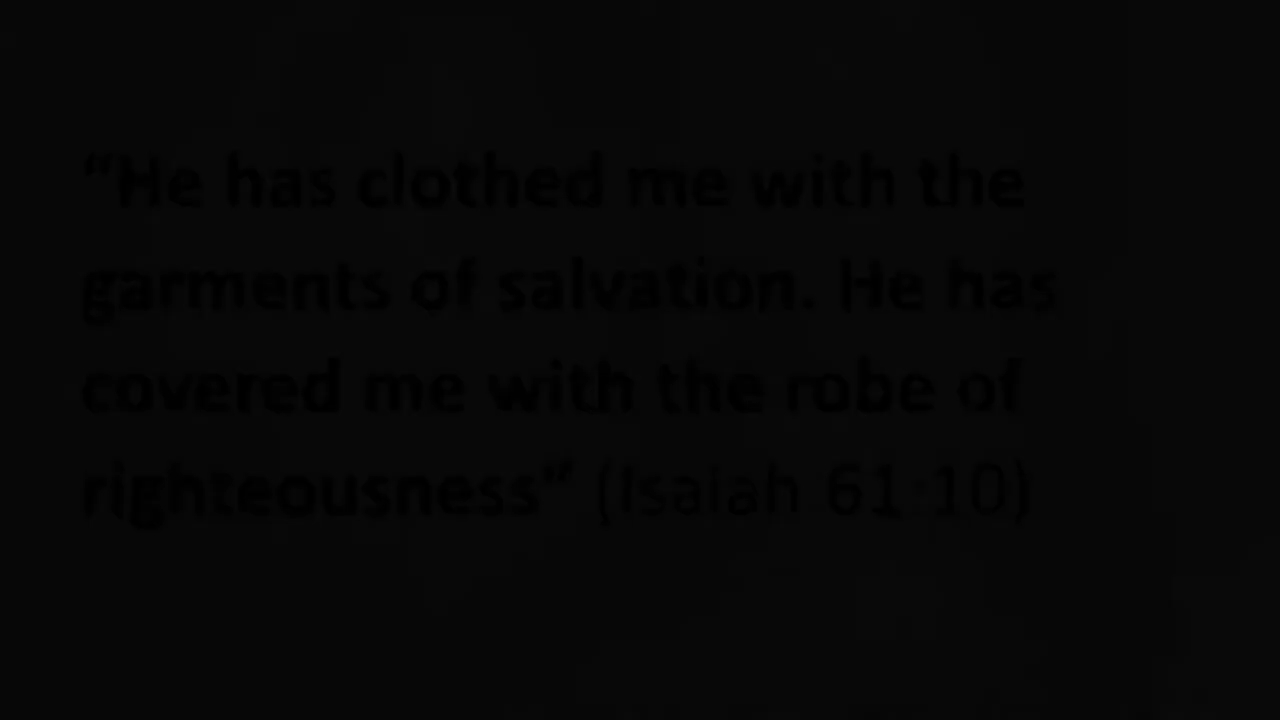 “He has clothed me with the
garments of salvation. He has
covered me with the robe of
righteousness” (Isaiah 61:10)